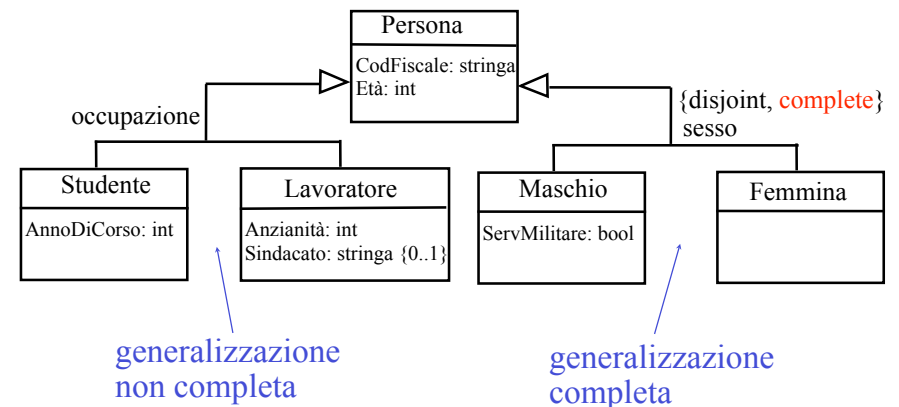 Persona
CodFiscale: stringa
Età: int
occupazione
{disjoint, complete}
sesso
Studente
AnnoDiCorso: int
Lavoratore
Anzianità: int
Sindacato: stringa {0..1}
Maschio
ServMilitare: bool
Femmina
generalizzazione
non completa
generalizzazione
completa